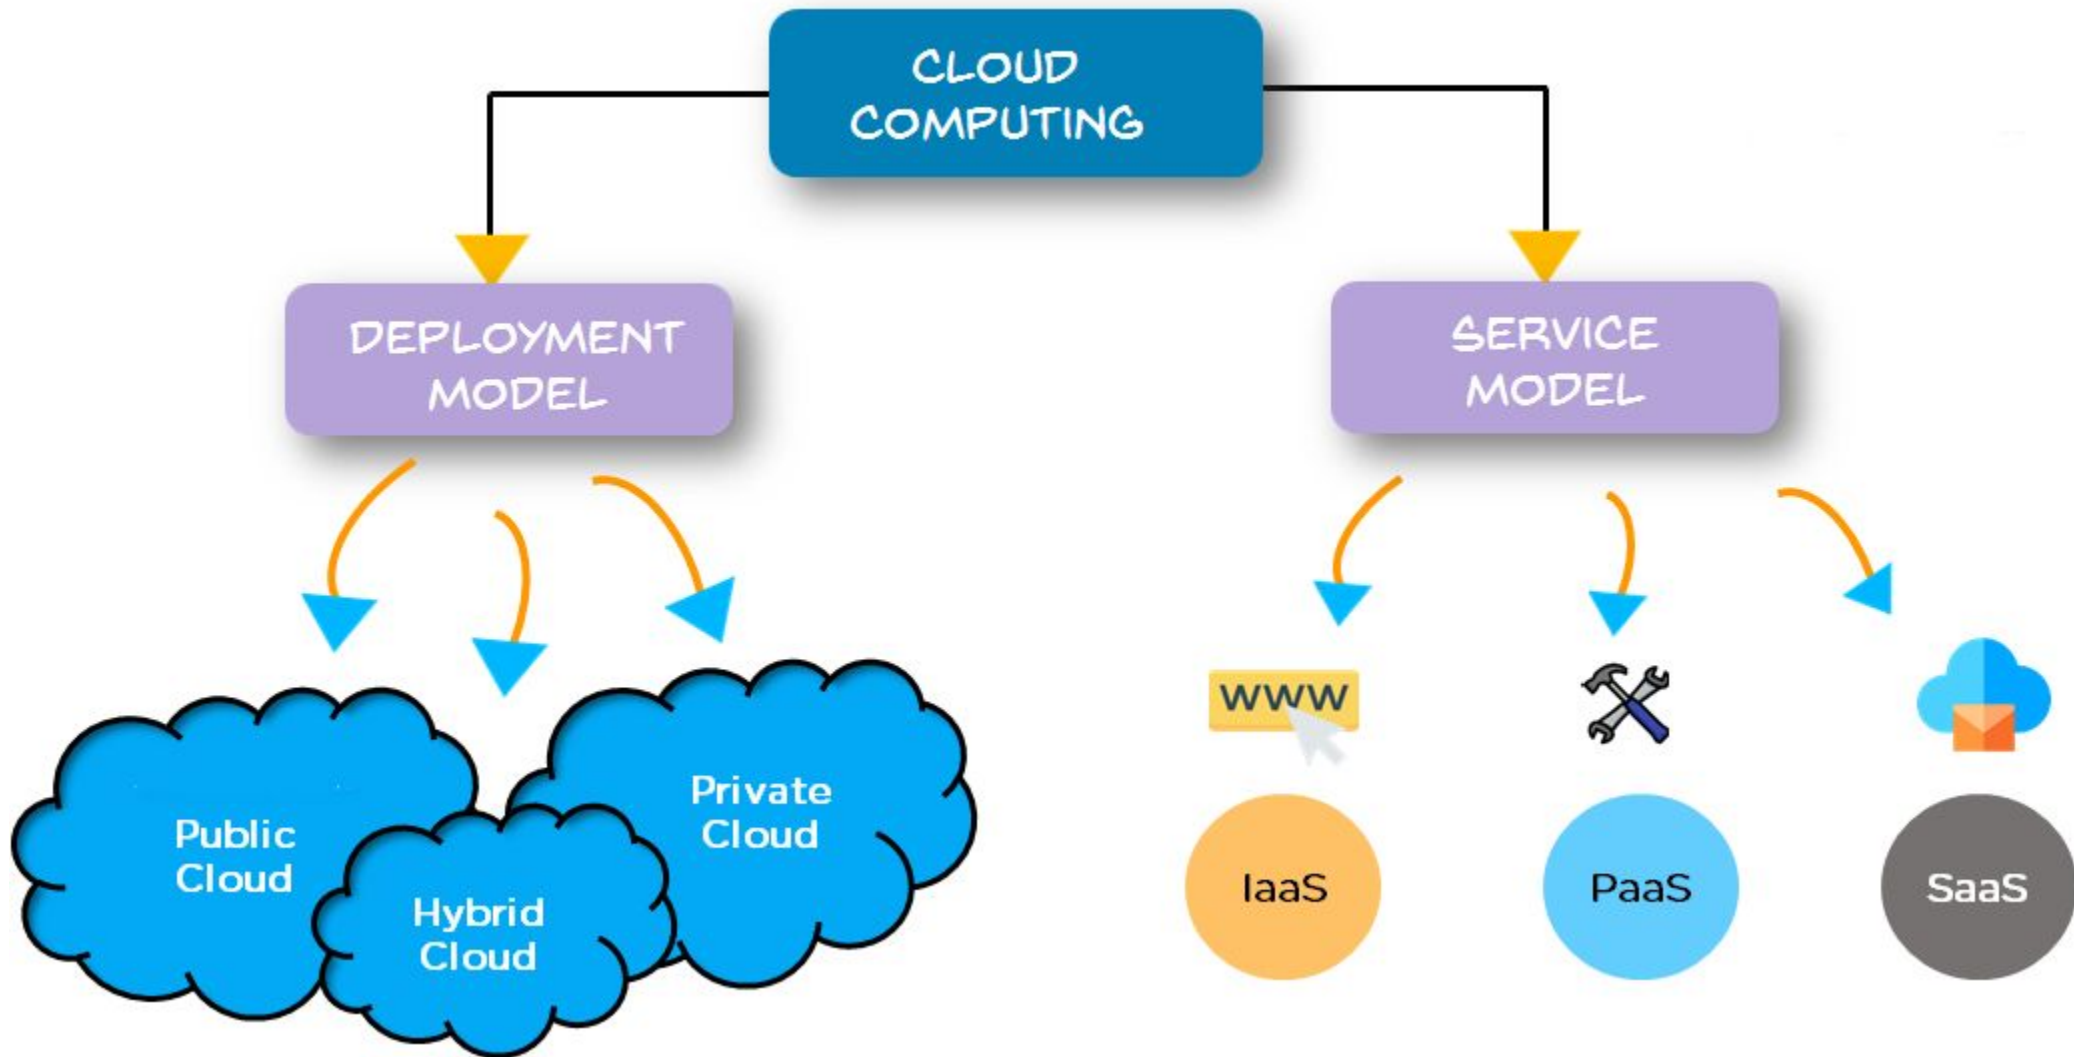 CLOUD
COMPUTING
DEPLOYMENT
MODEL
SERVICE
MODEL
Public
Cloud
Hybrid
Cloud
Private
Cloud
WWW
IaaS
PaaS
SaaS